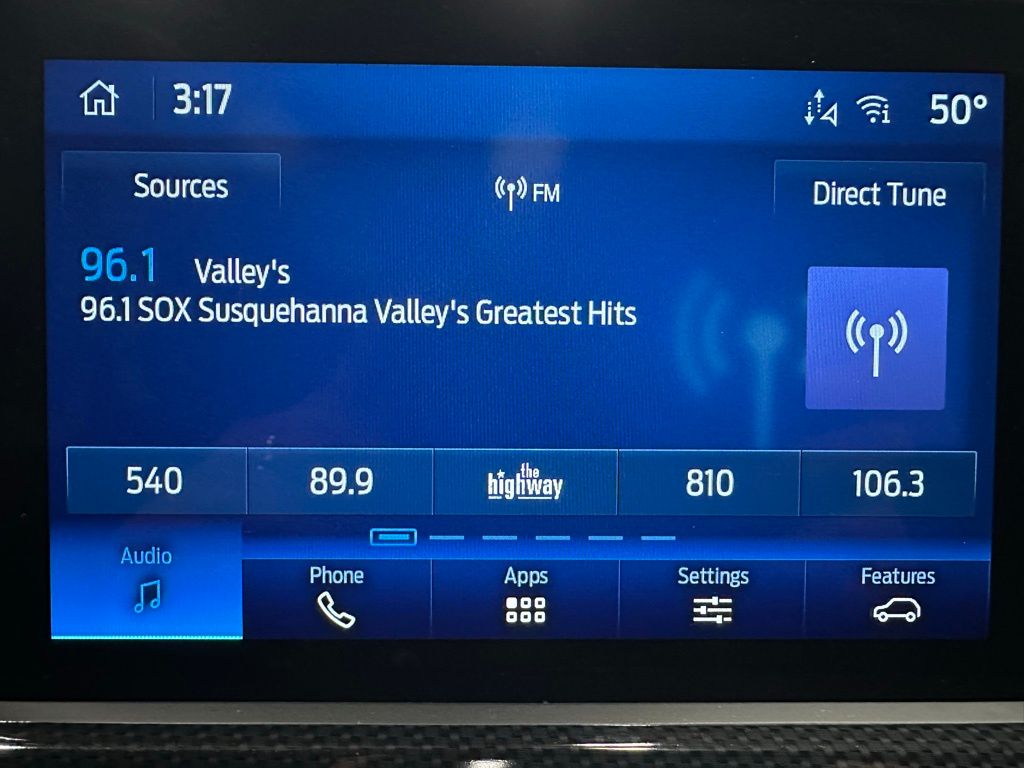 3:17
50°
Sources
FM
Direct Tune
96.1 Valley's
96.1 SOX Susquehanna Valley's Greatest Hits
540
89.9
the highway
810
106.3
Audio
Phone
Apps
Settings
Features